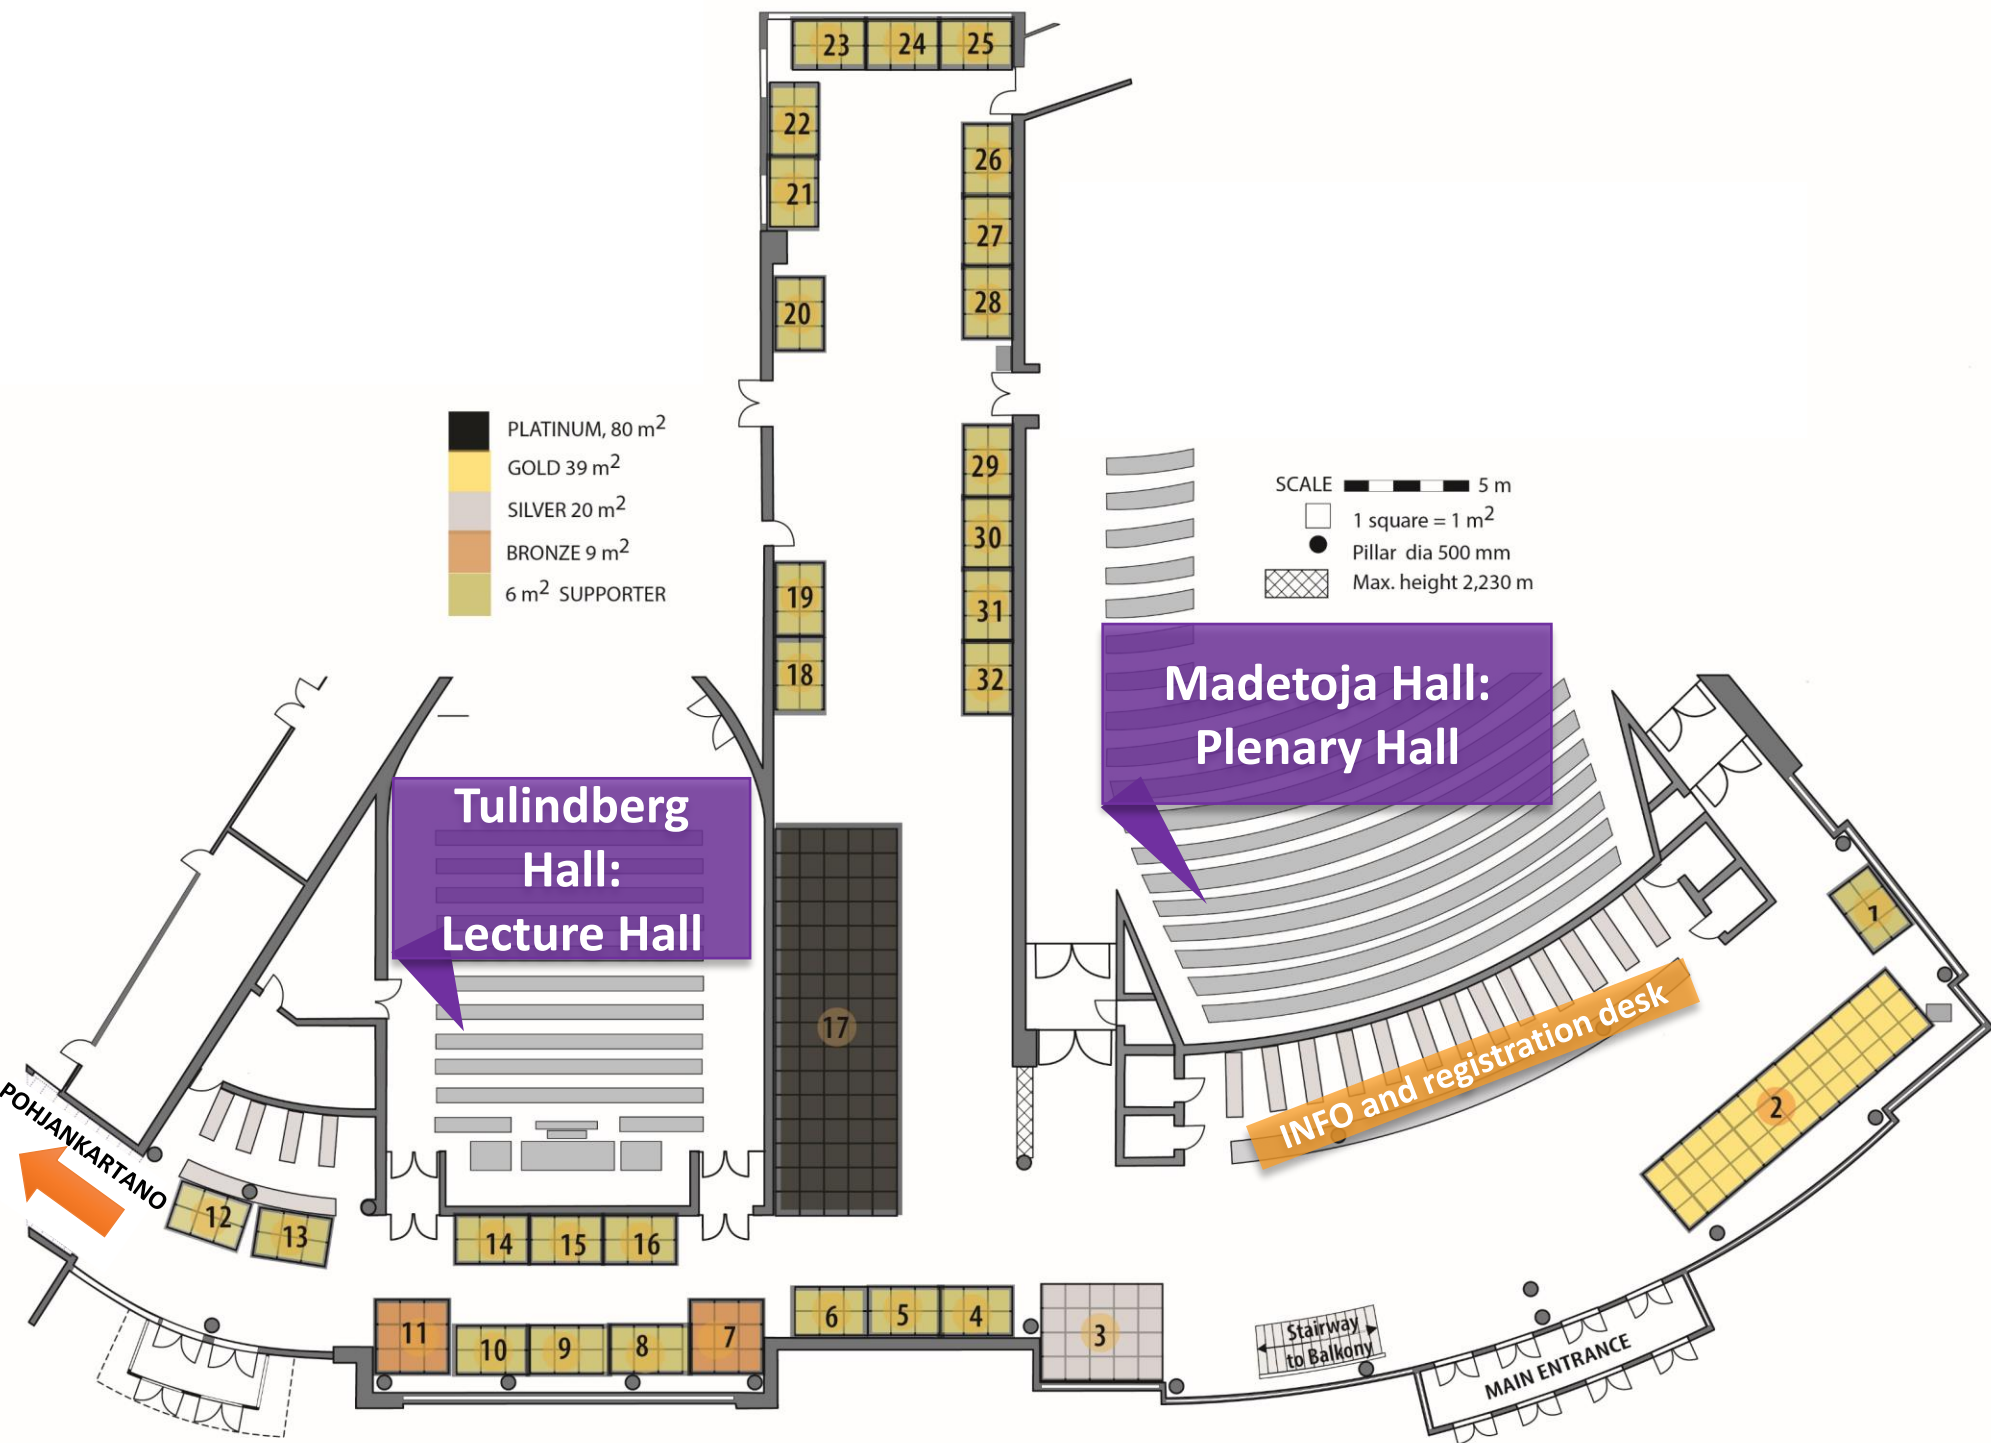 23 24 25
22
26
21
27
28
20
PLATINUM, 80 m²
GOLD 39 m²
SILVER 20 m²
BRONZE 9 m²
6 m² SUPPORTER
29
SCALE 5 m
1 square = 1 m²
Pillar dia 500 mm
Max. height 2,230 m
30
19
31
18
32
Madetoja Hall:
Plenary Hall
Tulindberg
Hall:
Lecture Hall
1
17
INFO and registration desk
2
POHJANKARTANO
12
13
14 15 16
11
10 9 8
7
6 5 4
3
Stairway
to Balkony
MAIN ENTRANCE